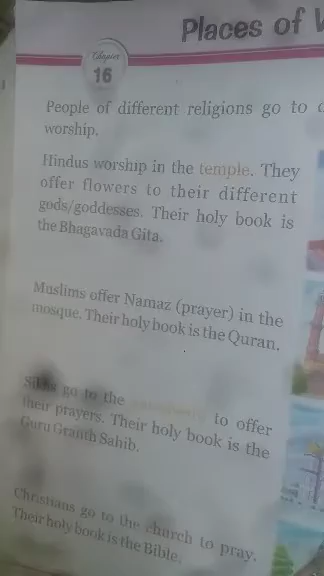 Places of
Chapter
16
People of different religions go to
worship.
Hindus worship in the temple. They
offer flowers to their different
gods/goddesses. Their holy book is
the Bhagavada Gita.
Muslims offer Namaz (prayer) in the
mosque. Their holy book is the Quran.
Sikhs go to the to offer
their prayers. Their holy book is the
Guru Granth Sahib.
Christians go to the church to pray.
Their holy book is the Bible.